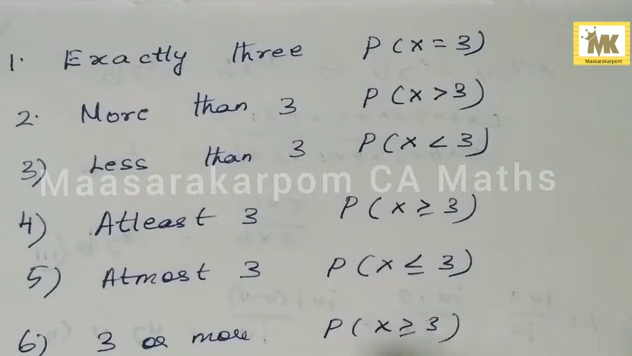 MK
Maasarakarpom
1. Exactly three P(x = 3)
2. More than 3 P(x > 3)
3) Less than 3 P(x < 3)
Maasarakarpom CA Maths
4) Atleast 3 P(x ≥ 3)
5) Atmost 3 P(x ≤ 3)
6) 3 or more P(x ≥ 3)